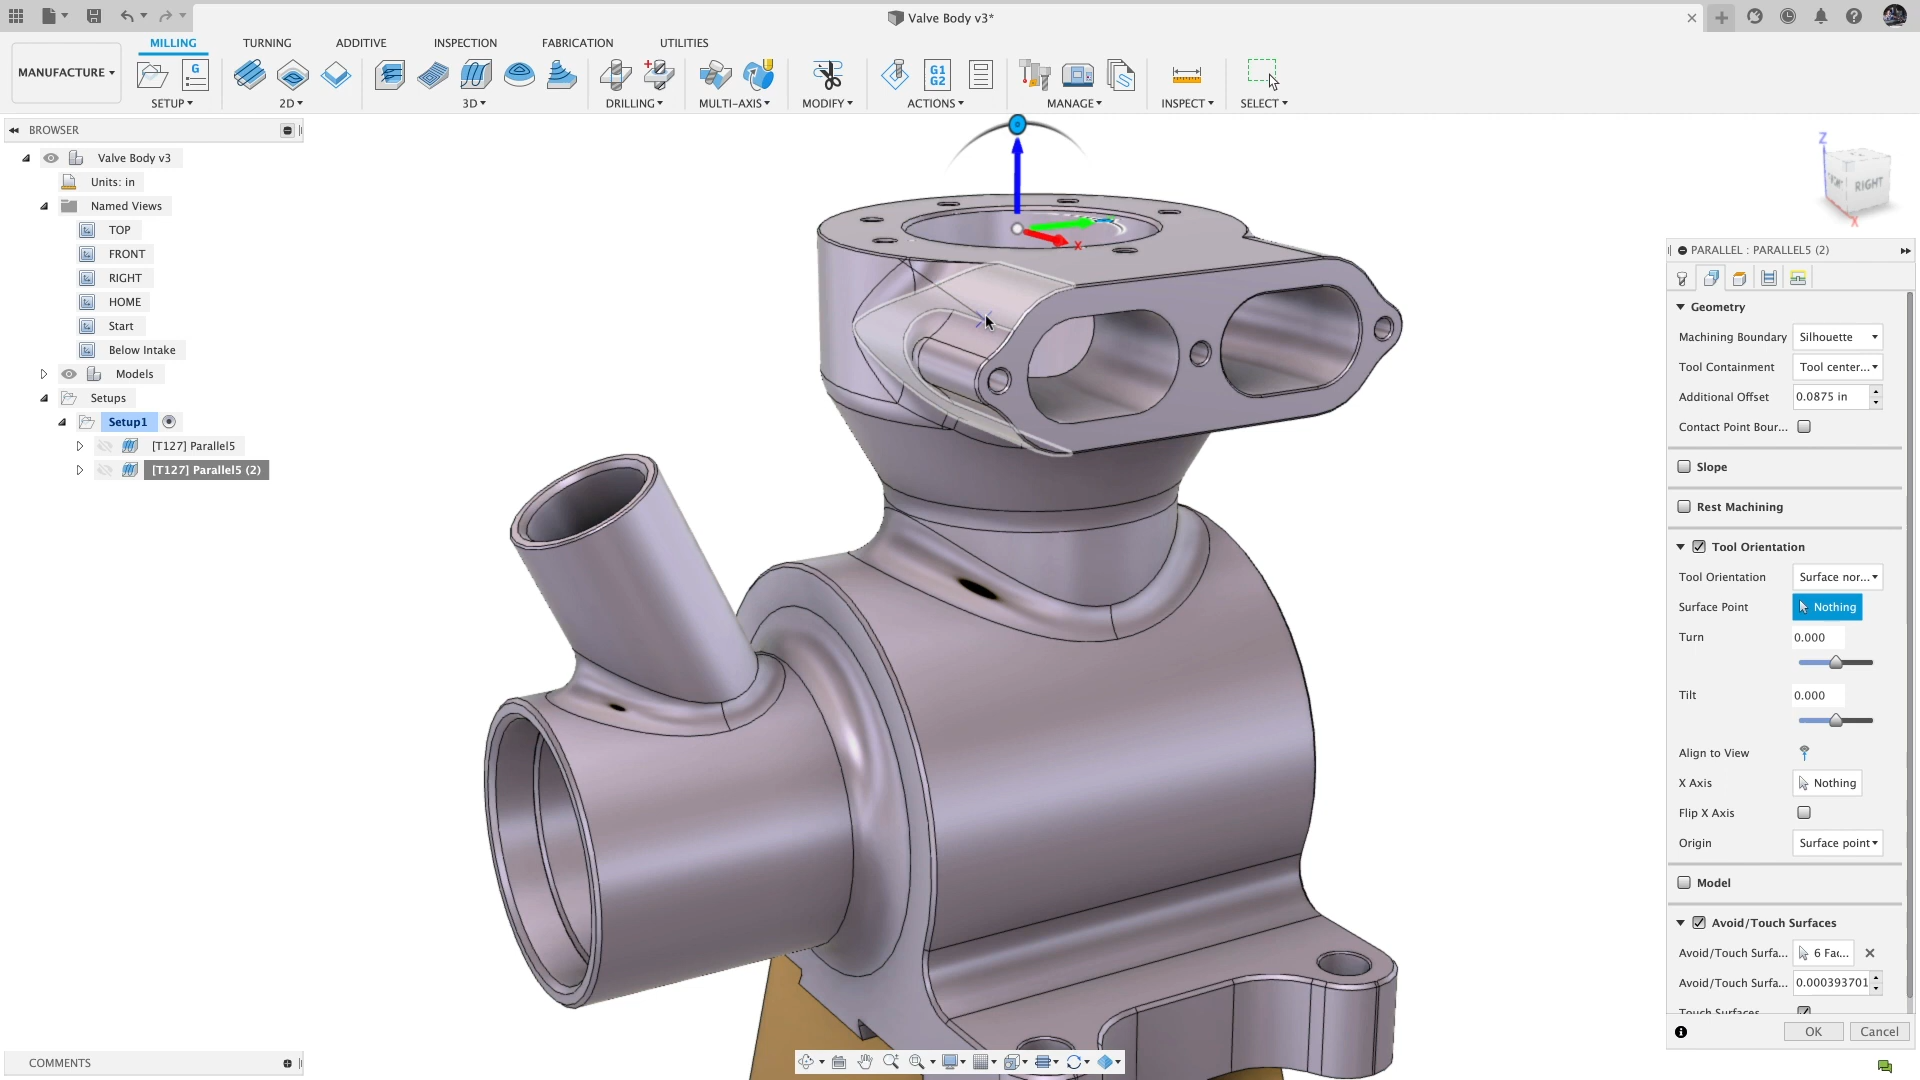 Valve Body v3*
MANUFACTURE
MILLING
TURNING
ADDITIVE
INSPECTION
FABRICATION
UTILITIES
G
G1
G2
SETUP
2D
3D
DRILLING
MULTI-AXIS
MODIFY
ACTIONS
MANAGE
INSPECT
SELECT
BROWSER
Valve Body v3
Units: in
Named Views
TOP
FRONT
RIGHT
HOME
Start
Below Intake
Models
Setups
Setup1
[T127] Parallel5
[T127] Parallel5 (2)
X
Z
RIGHT
X
PARALLEL : PARALLEL5 (2)
Geometry
Machining Boundary Silhouette
Tool Containment Tool center...
Additional Offset 0.0875 in
Contact Point Bour...
Slope
Rest Machining
Tool Orientation
Tool Orientation Surface nor...
Surface Point Nothing
Turn 0.000
Tilt 0.000
Align to View
X Axis Nothing
Flip X Axis
Origin Surface point
Model
Avoid/Touch Surfaces
Avoid/Touch Surfa... 6 Fac...
Avoid/Touch Surfa... 0.000393701
Touch Surfaces
OK Cancel
COMMENTS